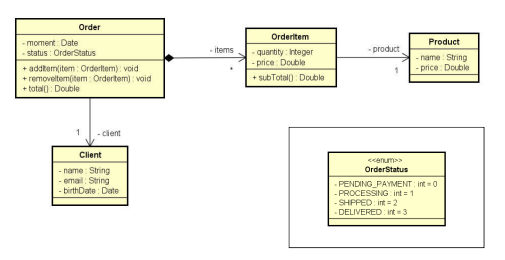 Order
- moment : Date
- status : OrderStatus
+ addItem(item : OrderItem) : void
+ removeItem(item : OrderItem) : void
+ total() : Double
- items
*
OrderItem
- quantity : Integer
- price : Double
+ subTotal() : Double
- product
1
Product
- name : String
- price : Double
1
- client
Client
- name : String
- email : String
- birthDate : Date
<<enum>>
OrderStatus
- PENDING_PAYMENT : int = 0
- PROCESSING : int = 1
- SHIPPED : int = 2
- DELIVERED : int = 3